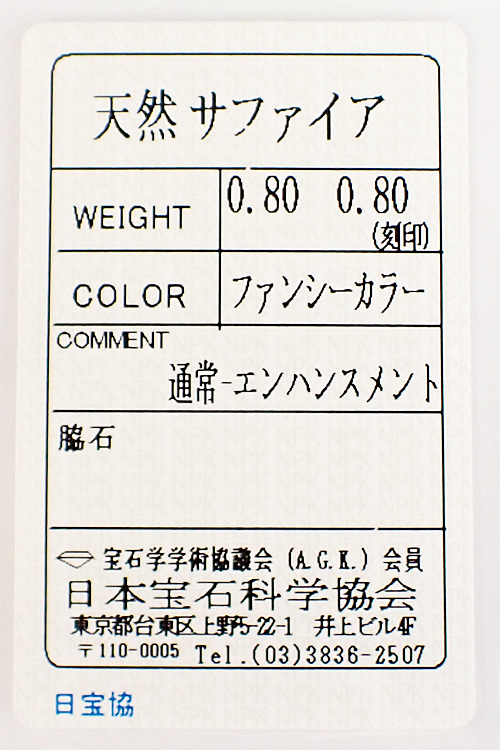 天然 サファイア
WEIGHT 0.80 0.80
(刻印)
COLOR ファンシーカラー
COMMENT
通常-エンハンスメント
脇石
宝石学学術協議会 (A.G.K.) 会員
日本宝石科学協会
東京都台東区上野5-22-1 井上ビル4F
〒110-0005 Tel.(03)3836-2507
日宝協